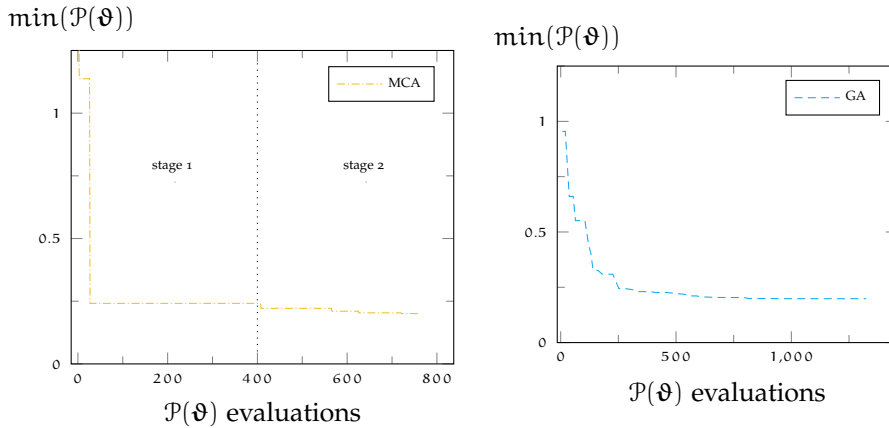 min(𝒫(𝝑))
MCA
stage 1
stage 2
1
0.5
0
0 200 400 600 800
𝒫(𝝑) evaluations
min(𝒫(𝝑))
GA
1
0.5
0
0 500 1,000
𝒫(𝝑) evaluations